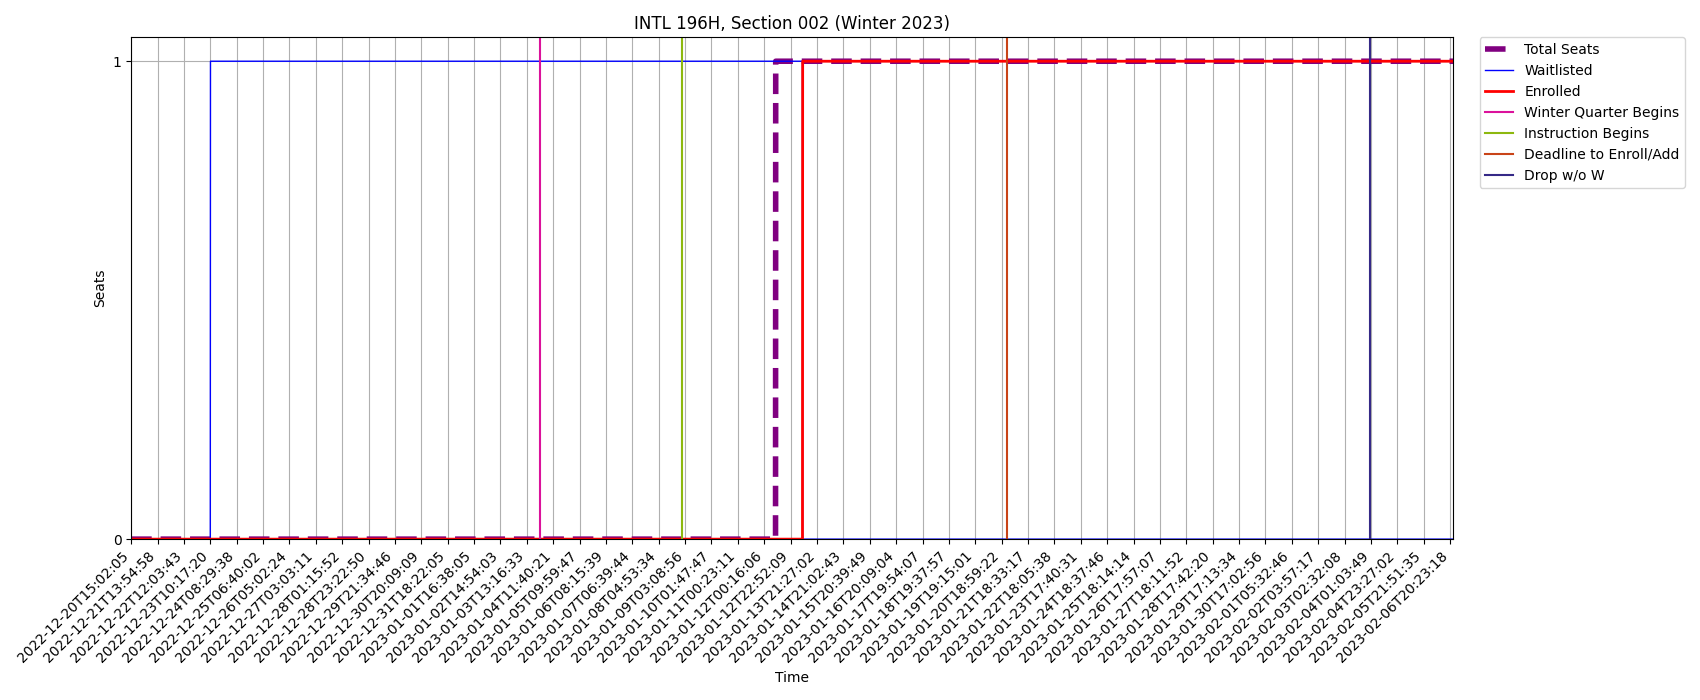 INTL 196H, Section 002 (Winter 2023)
1
0
Seats
2022-12-20T15:02:05
2022-12-21T13:54:58
2022-12-22T12:03:43
2022-12-23T10:17:20
2022-12-24T08:29:38
2022-12-25T06:40:02
2022-12-26T05:02:24
2022-12-27T03:03:11
2022-12-28T01:15:52
2022-12-28T23:22:50
2022-12-29T21:34:46
2022-12-30T20:09:09
2022-12-31T18:22:05
2023-01-01T16:38:05
2023-01-02T14:54:03
2023-01-03T13:16:33
2023-01-04T11:40:21
2023-01-05T09:59:47
2023-01-06T08:15:39
2023-01-07T06:39:44
2023-01-08T04:53:34
2023-01-09T03:08:56
2023-01-10T01:47:47
2023-01-11T00:23:11
2023-01-12T00:16:06
2023-01-12T22:52:09
2023-01-13T21:27:02
2023-01-14T21:02:43
2023-01-15T20:39:49
2023-01-16T20:09:04
2023-01-17T19:54:07
2023-01-18T19:37:57
2023-01-19T19:15:01
2023-01-20T18:59:22
2023-01-21T18:33:17
2023-01-22T18:05:38
2023-01-23T17:40:31
2023-01-24T18:37:46
2023-01-25T18:14:14
2023-01-26T17:57:07
2023-01-27T18:11:52
2023-01-28T17:42:20
2023-01-29T17:13:34
2023-01-30T17:02:56
2023-02-01T05:32:46
2023-02-02T03:57:17
2023-02-03T02:32:08
2023-02-04T01:03:49
2023-02-04T23:27:02
2023-02-05T21:51:35
2023-02-06T20:23:18
Time
Total Seats
Waitlisted
Enrolled
Winter Quarter Begins
Instruction Begins
Deadline to Enroll/Add
Drop w/o W